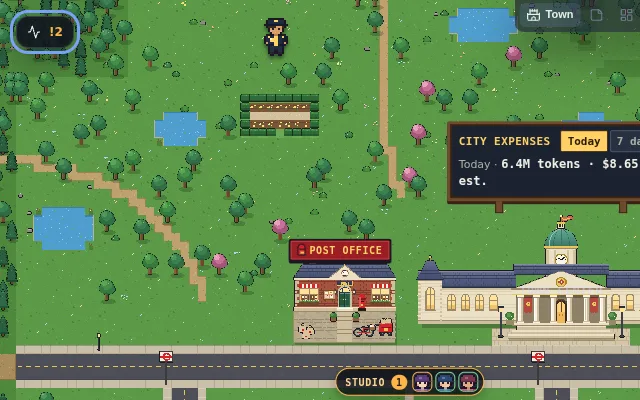 !2
Town
CITY EXPENSES Today 7 da
Today · 6.4M tokens · $8.65
est.
POST OFFICE
STUDIO 1